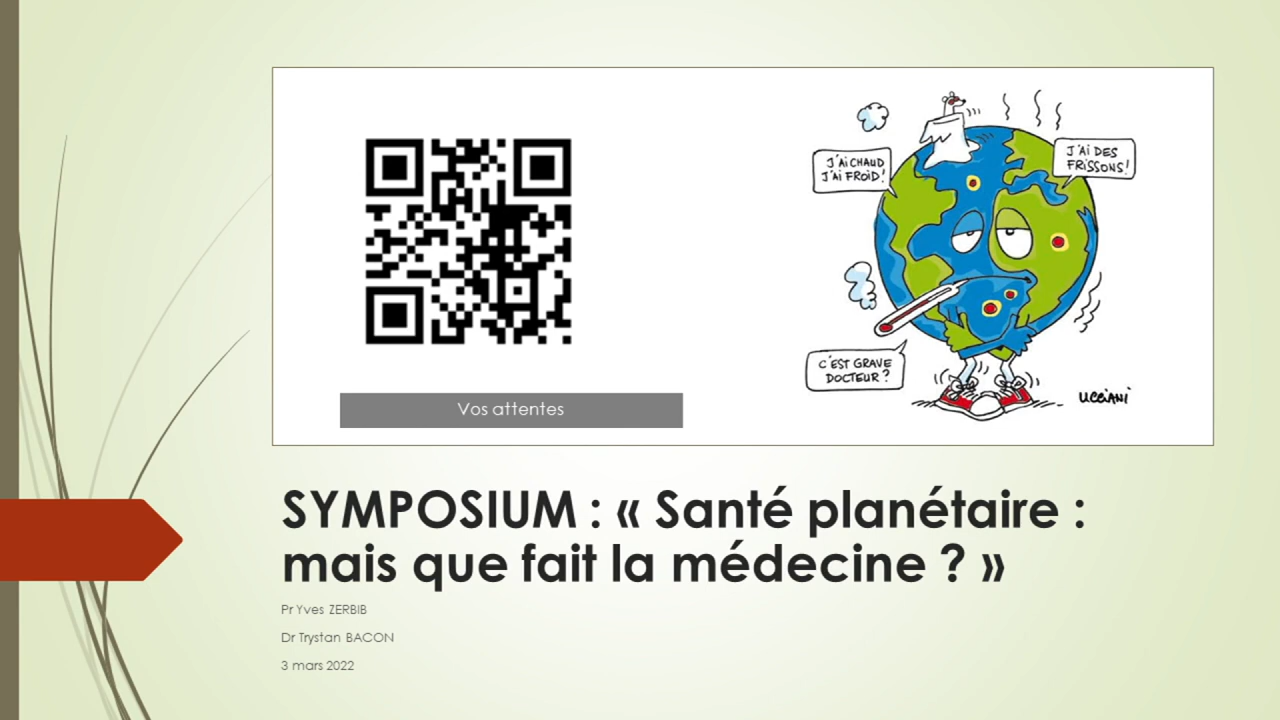 J'AI CHAUD
J'AI FROID!
J'AI DES
FRISSONS!
C'EST GRAVE
DOCTEUR ?
UCCIANI
Vos attentes
SYMPOSIUM : « Santé planétaire :
mais que fait la médecine ? »
Pr Yves ZERBIB
Dr Trystan BACON
3 mars 2022